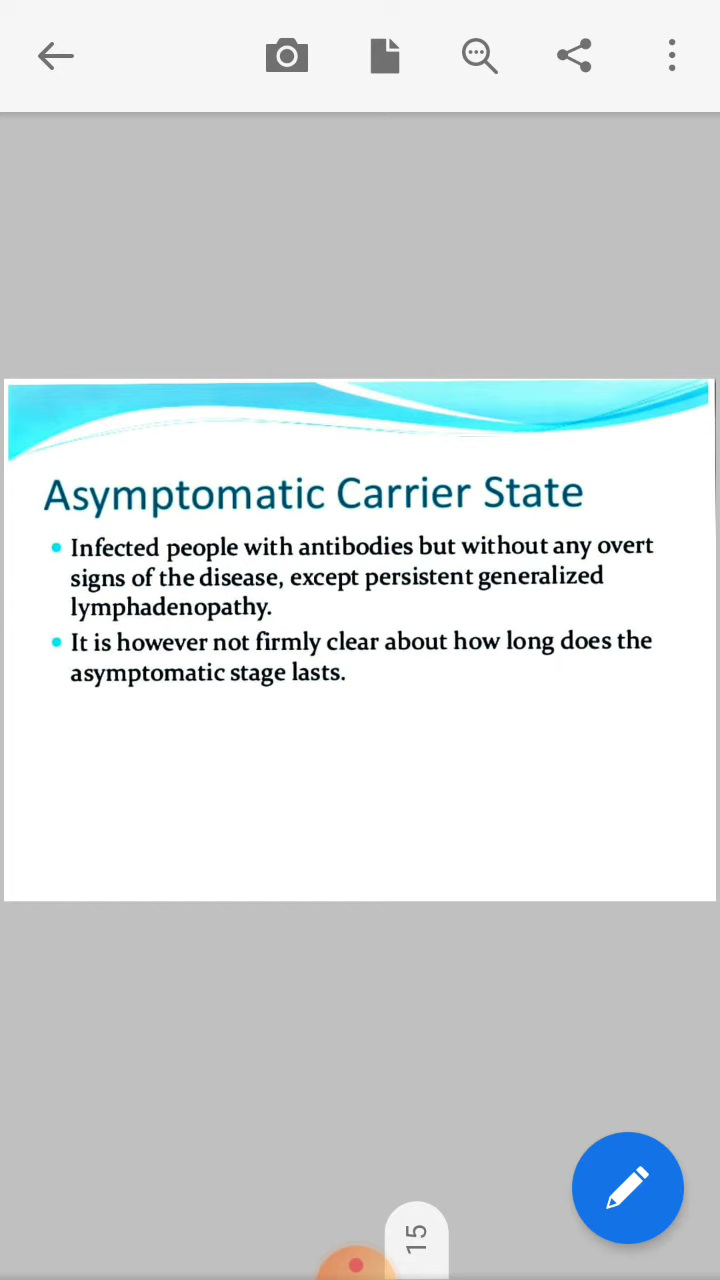 Asymptomatic Carrier State
Infected people with antibodies but without any overt
signs of the disease, except persistent generalized
lymphadenopathy.
It is however not firmly clear about how long does the
asymptomatic stage lasts.
15